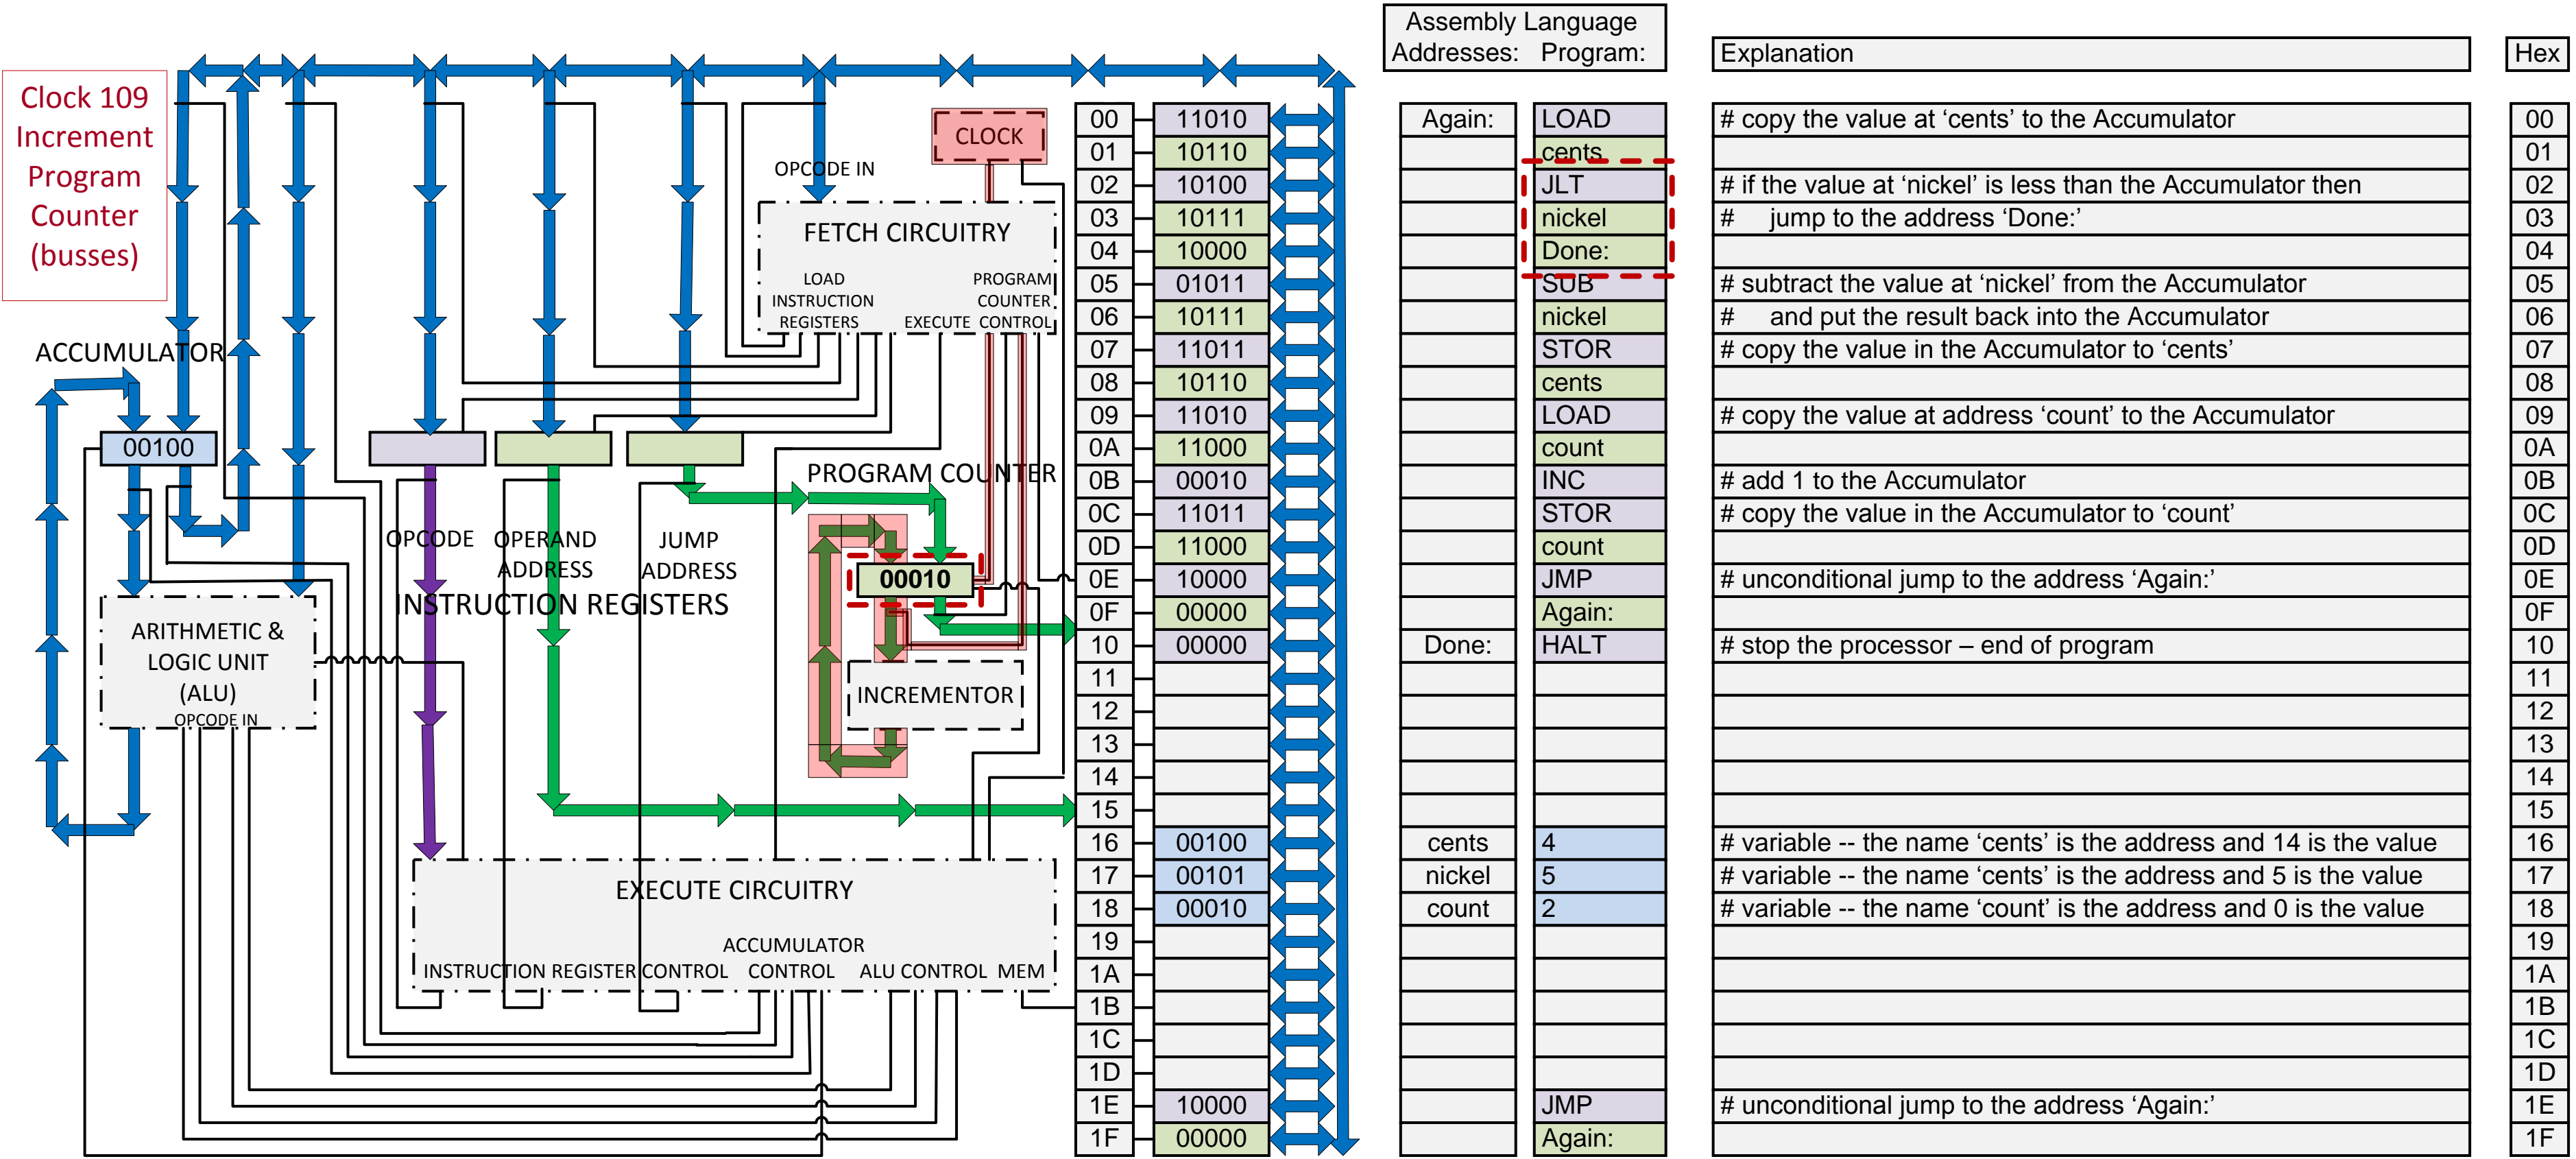 Assembly Language
Addresses: Program:
Explanation
Hex
Clock 109
Increment
Program
Counter
(busses)
CLOCK
OPCODE IN
FETCH CIRCUITRY
LOAD
INSTRUCTION
REGISTERS
EXECUTE
PROGRAM
COUNTER
CONTROL
ACCUMULATOR
00100
PROGRAM COUNTER
00010
OPCODE
OPERAND
ADDRESS
JUMP
ADDRESS
INSTRUCTION REGISTERS
ARITHMETIC &
LOGIC UNIT
(ALU)
OPCODE IN
INCREMENTOR
EXECUTE CIRCUITRY
INSTRUCTION REGISTER CONTROL
ACCUMULATOR
CONTROL
ALU CONTROL
MEM
00 11010 Again: LOAD # copy the value at 'cents' to the Accumulator 00
01 10110 cents 01
02 10100 JLT # if the value at 'nickel' is less than the Accumulator then 02
03 10111 nickel # jump to the address ‘Done:’ 03
04 10000 Done: 04
05 01011 SUB # subtract the value at 'nickel' from the Accumulator 05
06 10111 nickel # and put the result back into the Accumulator 06
07 11011 STOR # copy the value in the Accumulator to 'cents' 07
08 10110 cents 08
09 11010 LOAD # copy the value at address 'count' to the Accumulator 09
0A 11000 count 0A
0B 00010 INC # add 1 to the Accumulator 0B
0C 11011 STOR # copy the value in the Accumulator to 'count' 0C
0D 11000 count 0D
0E 10000 JMP # unconditional jump to the address ‘Again:’ 0E
0F 00000 Again: 0F
10 00000 Done: HALT # stop the processor – end of program 10
11 11
12 12
13 13
14 14
15 15
16 00100 cents 4 # variable -- the name ‘cents’ is the address and 14 is the value 16
17 00101 nickel 5 # variable -- the name ‘cents’ is the address and 5 is the value 17
18 00010 count 2 # variable -- the name ‘count’ is the address and 0 is the value 18
19 19
1A 1A
1B 1B
1C 1C
1D 1D
1E 10000 JMP # unconditional jump to the address ‘Again:’ 1E
1F 00000 Again: 1F